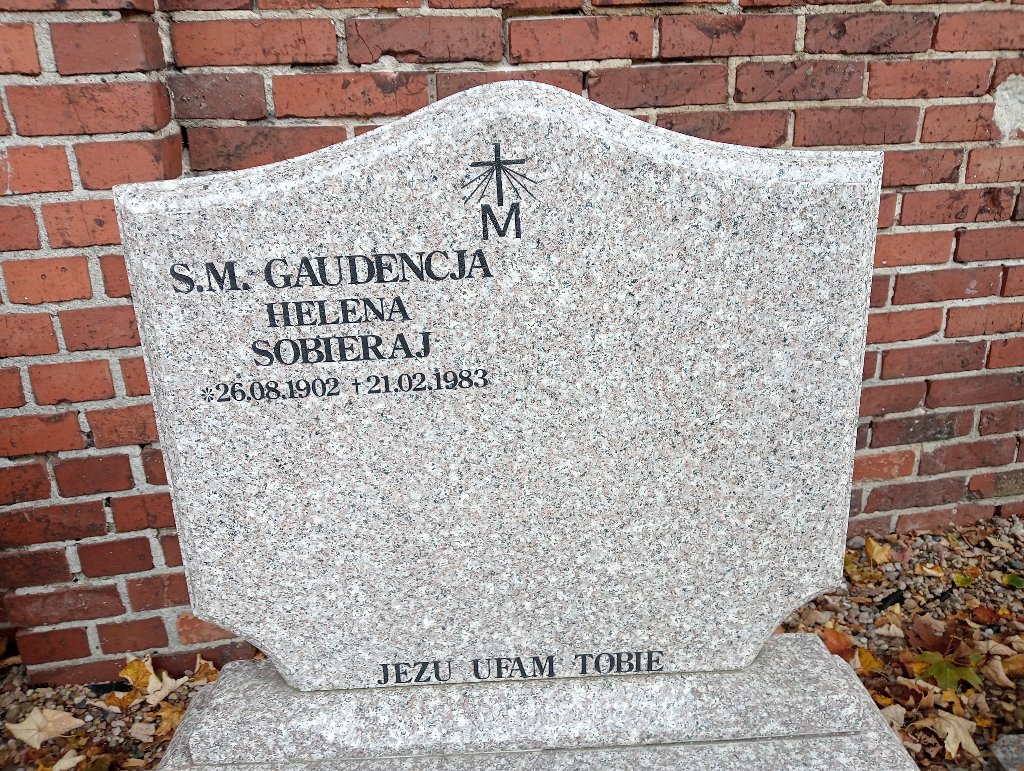 M
S.M. GAUDENCJA
HELENA
SOBIERAJ
*26.08.1902 †21.02.1983
JEZU UFAM TOBIE